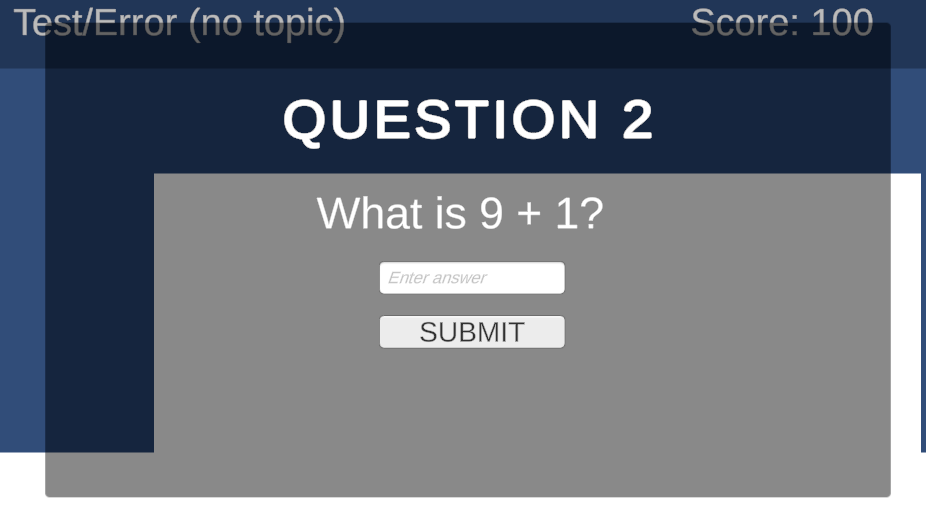 Test/Error (no topic)
Score: 100
QUESTION 2
What is 9 + 1?
Enter answer
SUBMIT